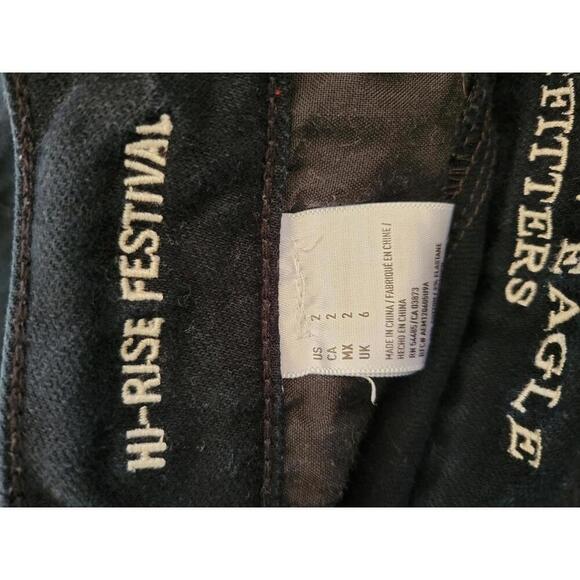 HI-RISE FESTIVAL
US 2
CA 2
MX 2
UK 6
MADE IN CHINA / FABRIQUÉ EN CHINE /
HECHO EN CHINA
RN 54485/CA 03873
EAGLE